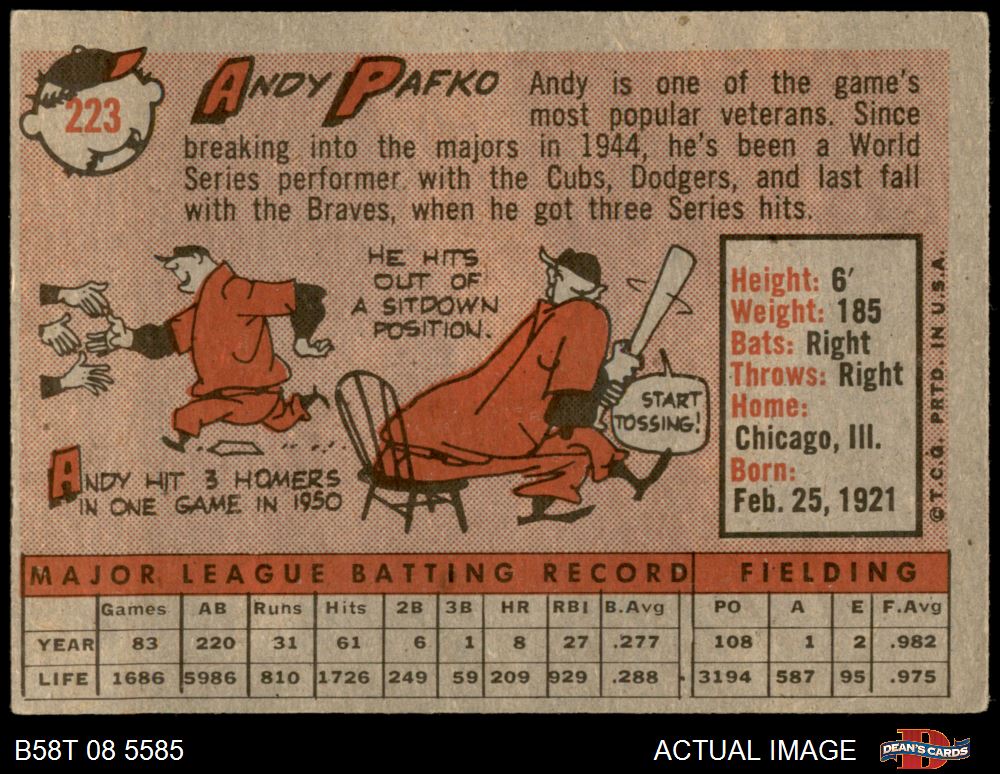 223
ANDY PAFKO
Andy is one of the game's
most popular veterans. Since
breaking into the majors in 1944, he's been a World
Series performer with the Cubs, Dodgers, and last fall
with the Braves, when he got three Series hits.
HE HITS
OUT OF
A SITDOWN
POSITION.
START
TOSSING!
ANDY HIT 3 HOMERS
IN ONE GAME IN 1950
Height: 6'
Weight: 185
Bats: Right
Throws: Right
Home:
Chicago, Ill.
Born:
Feb. 25, 1921
© T.C.G. PRTD. IN U.S.A.
MAJOR LEAGUE BATTING RECORD FIELDING
Games AB Runs Hits 2B 3B HR RBI B.Avg PO A E F.Avg
YEAR 83 220 31 61 6 1 8 27 .277 108 1 2 .982
LIFE 1686 5986 810 1726 249 59 209 929 .288 3194 587 95 .975
B58T 08 5585 ACTUAL IMAGE DEAN'S CARDS